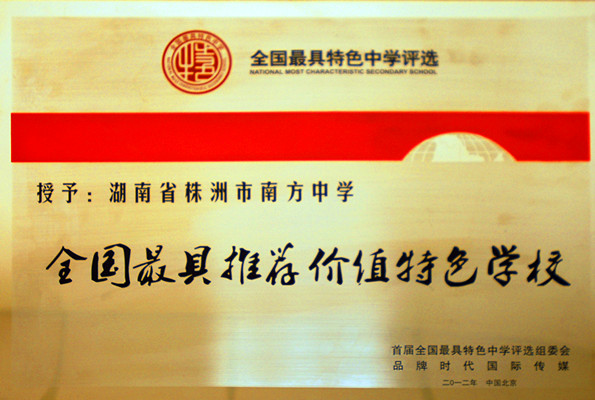 全国最具特色中学评选
NATIONAL MOST CHARACTERISTIC SECONDARY SCHOOL
授予：湖南省株洲市南方中学
全国最具推荐价值特色学校
首届全国最具特色中学评选组委会
品牌时代国际传媒
二〇一二年 中国北京